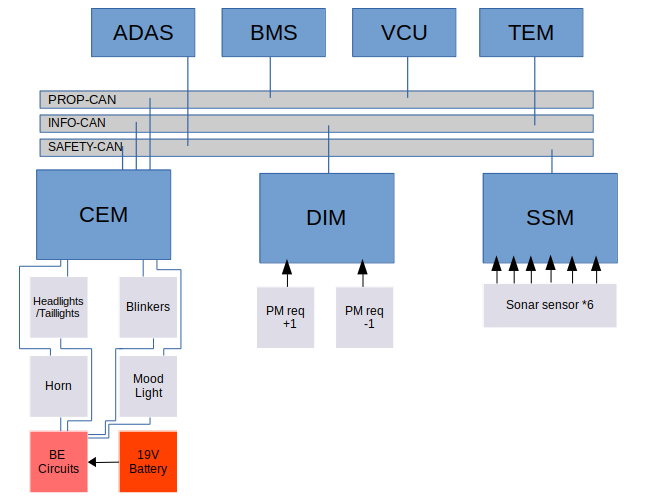 ADAS
BMS
VCU
TEM
PROP-CAN
INFO-CAN
SAFETY-CAN
CEM
DIM
SSM
Headlights
/Taillights
Blinkers
PM req
+1
PM req
-1
Sonar sensor *6
Horn
Mood
Light
BE
Circuits
19V
Battery